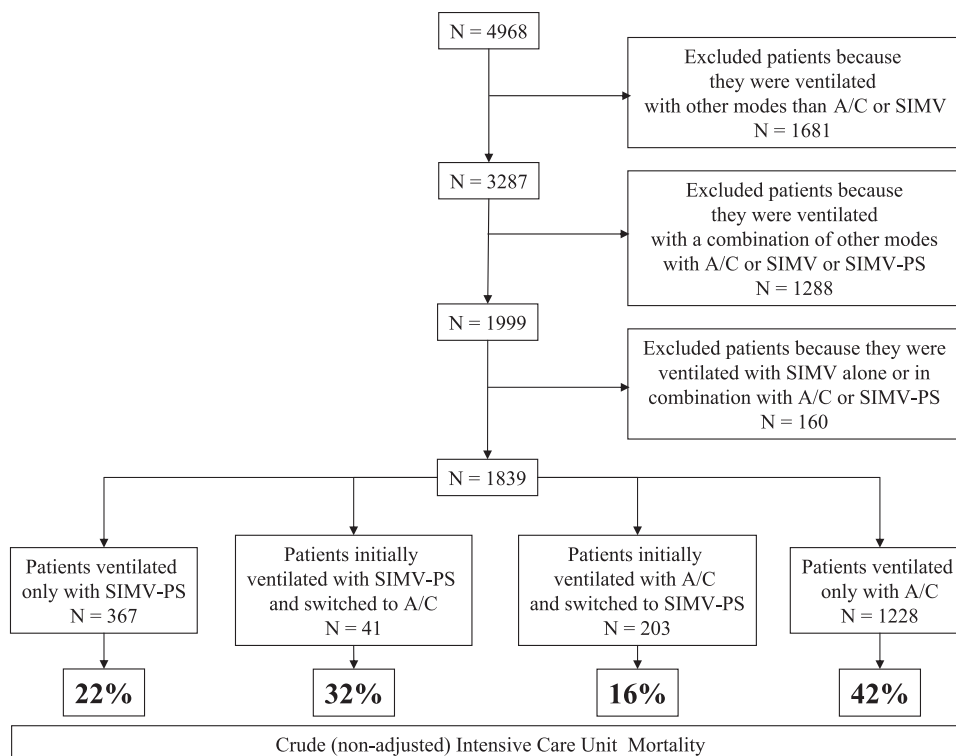 N = 4968
Excluded patients because
they were ventilated
with other modes than A/C or SIMV
N = 1681
N = 3287
Excluded patients because
they were ventilated
with a combination of other modes
with A/C or SIMV or SIMV-PS
N = 1288
N = 1999
Excluded patients because they were
ventilated with SIMV alone or in
combination with A/C or SIMV-PS
N = 160
N = 1839
Patients ventilated
only with SIMV-PS
N = 367
Patients initially
ventilated with SIMV-PS
and switched to A/C
N = 41
Patients initially
ventilated with A/C
and switched to SIMV-PS
N = 203
Patients ventilated
only with A/C
N = 1228
22%
32%
16%
42%
Crude (non-adjusted) Intensive Care Unit Mortality